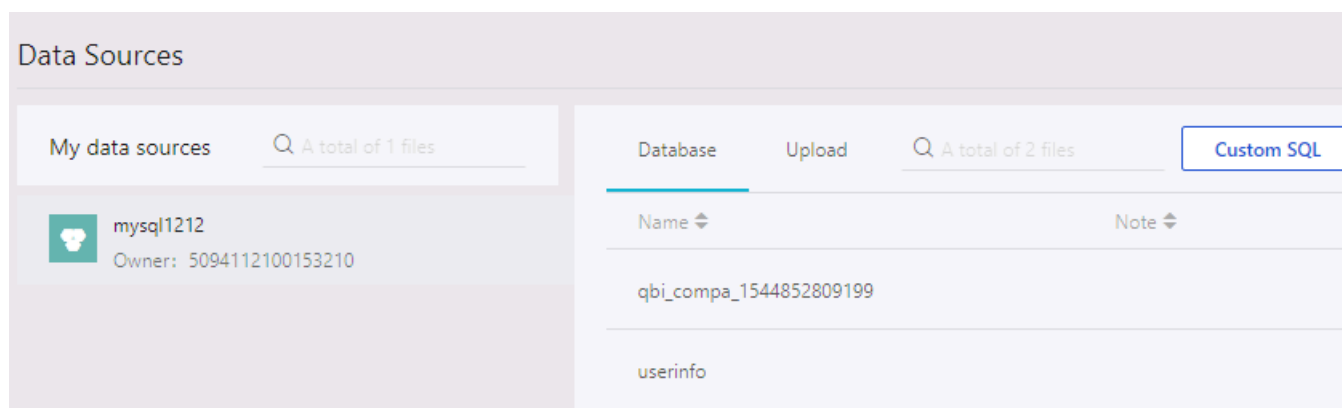 Data Sources
My data sources
A total of 1 files
mysql1212
Owner: 5094112100153210
Database Upload A total of 2 files Custom SQL
Name Note
qbi_compa_1544852809199
userinfo